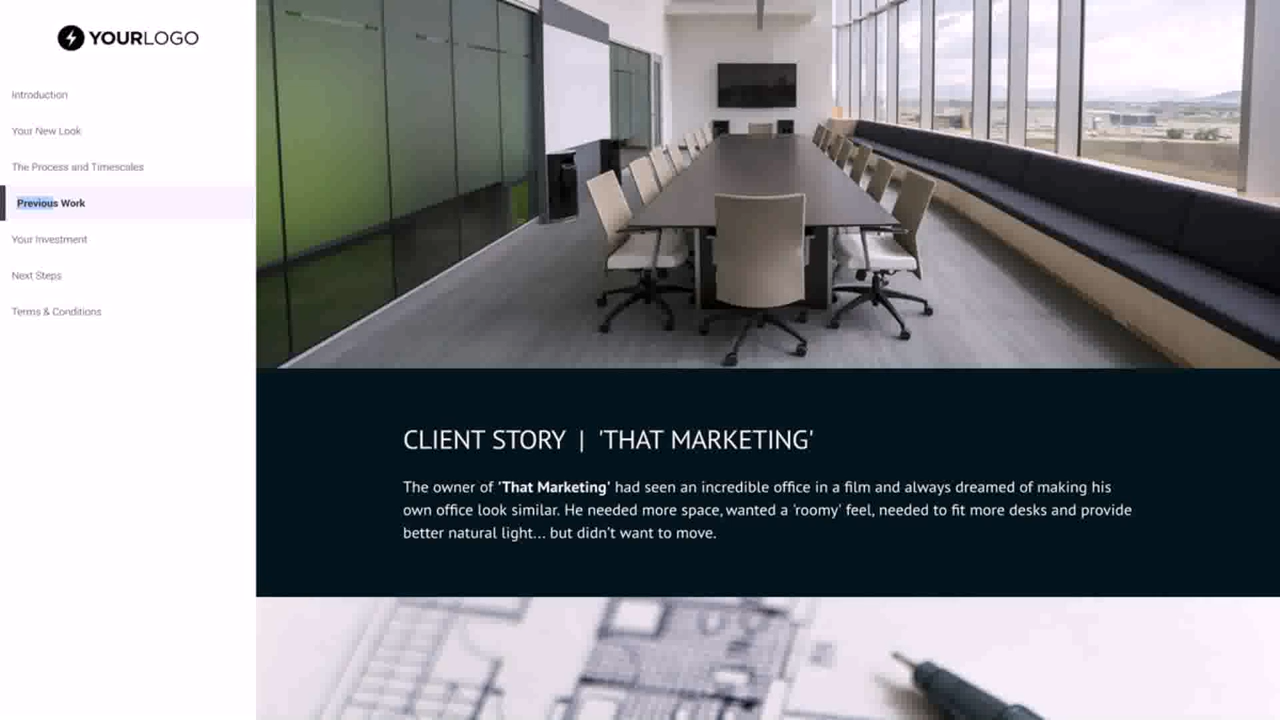 YOURLOGO
Introduction
Your New Look
The Process and Timescales
Previous Work
Your Investment
Next Steps
Terms & Conditions
CLIENT STORY | 'THAT MARKETING'
The owner of 'That Marketing' had seen an incredible office in a film and always dreamed of making his
own office look similar. He needed more space, wanted a 'roomy' feel, needed to fit more desks and provide
better natural light... but didn't want to move.